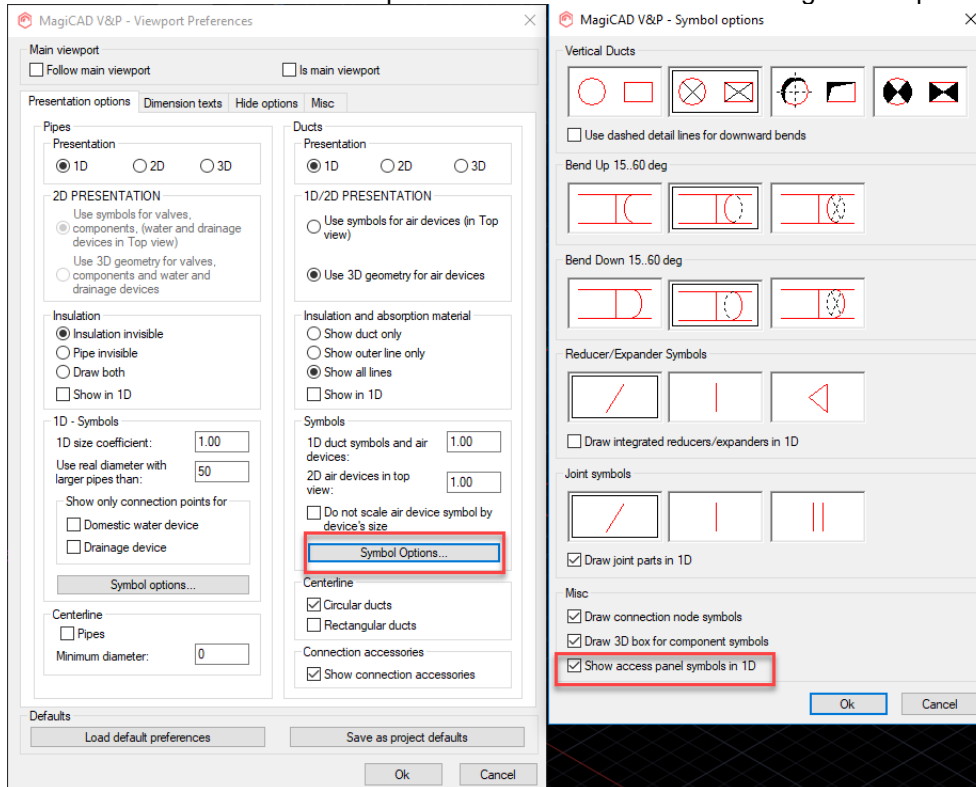 MagiCAD V&P - Viewport Preferences
Main viewport
Follow main viewport
Is main viewport
Presentation options
Dimension texts
Hide options
Misc
Pipes
Presentation
1D
2D
3D
2D PRESENTATION
Use symbols for valves,
components, (water and drainage
devices in Top view)
Use 3D geometry for valves,
components and water and
drainage devices
Insulation
Insulation invisible
Pipe invisible
Draw both
Show in 1D
1D - Symbols
1D size coefficient:
1.00
Use real diameter with
larger pipes than:
50
Show only connection points for
Domestic water device
Drainage device
Symbol options...
Centerline
Pipes
Minimum diameter:
0
Ducts
Presentation
1D
2D
3D
1D/2D PRESENTATION
Use symbols for air devices (in Top
view)
Use 3D geometry for air devices
Insulation and absorption material
Show duct only
Show outer line only
Show all lines
Show in 1D
Symbols
1D duct symbols and air
devices:
1.00
2D air devices in top
view:
1.00
Do not scale air device symbol by
device's size
Symbol Options...
Centerline
Circular ducts
Rectangular ducts
Connection accessories
Show connection accessories
Defaults
Load default preferences
Save as project defaults
Ok
Cancel
MagiCAD V&P - Symbol options
Vertical Ducts
Use dashed detail lines for downward bends
Bend Up 15..60 deg
Bend Down 15..60 deg
Reducer/Expander Symbols
Draw integrated reducers/expanders in 1D
Joint symbols
Draw joint parts in 1D
Misc
Draw connection node symbols
Draw 3D box for component symbols
Show access panel symbols in 1D
Ok
Cancel